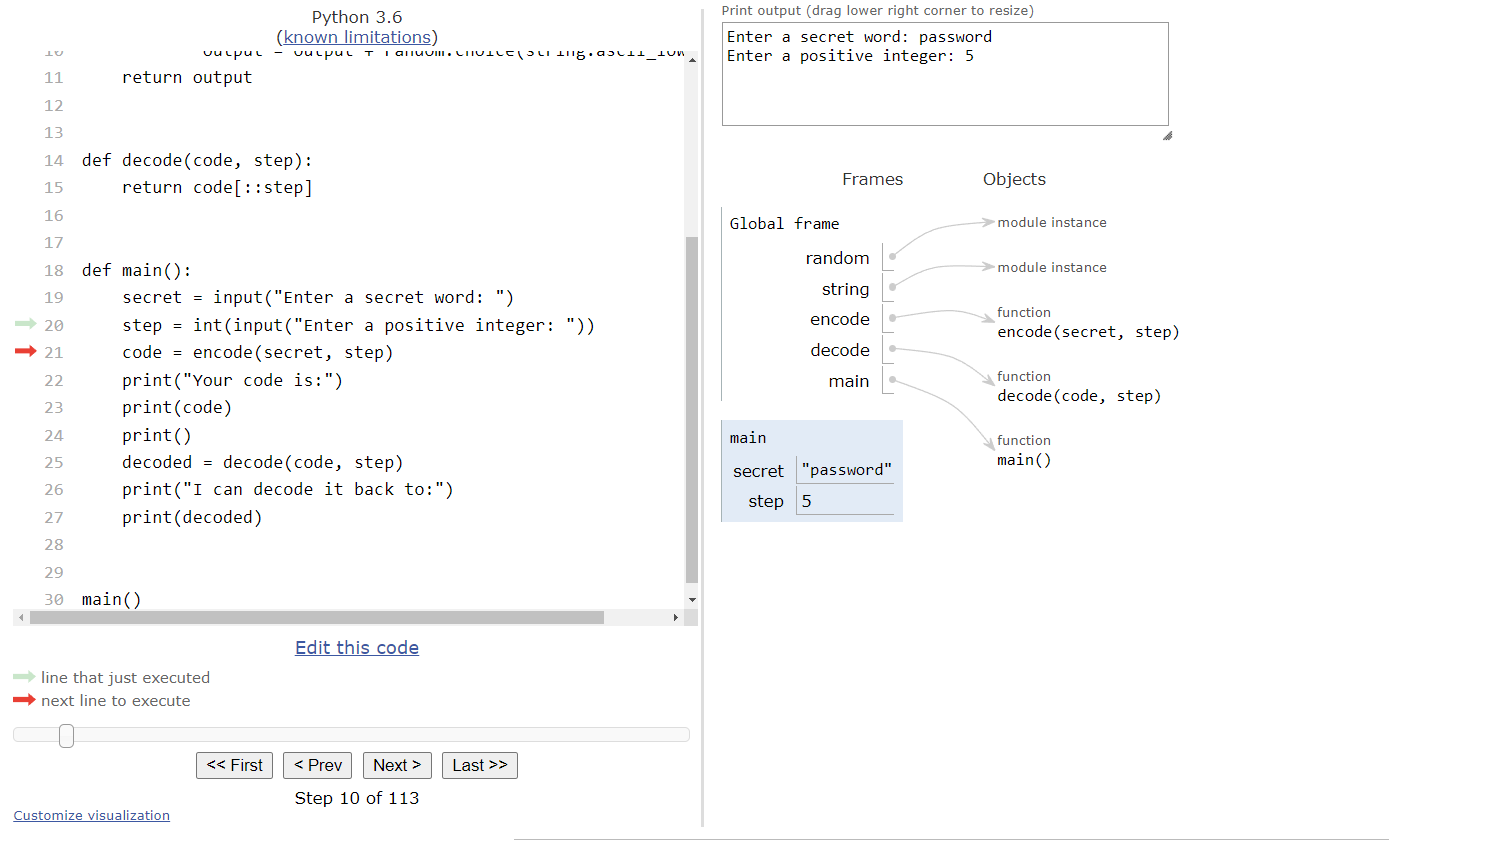 Python 3.6
(known limitations)
10 output = output + random.choice(string.ascii_low
11 return output
12
13
14 def decode(code, step):
15 return code[::step]
16
17
18 def main():
19 secret = input("Enter a secret word: ")
20 step = int(input("Enter a positive integer: "))
21 code = encode(secret, step)
22 print("Your code is:")
23 print(code)
24 print()
25 decoded = decode(code, step)
26 print("I can decode it back to:")
27 print(decoded)
28
29
30 main()
Edit this code
line that just executed
next line to execute
<< First < Prev Next > Last >>
Step 10 of 113
Customize visualization
Print output (drag lower right corner to resize)
Enter a secret word: password
Enter a positive integer: 5
Frames Objects
Global frame
random
string
encode
decode
main
module instance
module instance
function
encode(secret, step)
function
decode(code, step)
function
main()
main
secret "password"
step 5